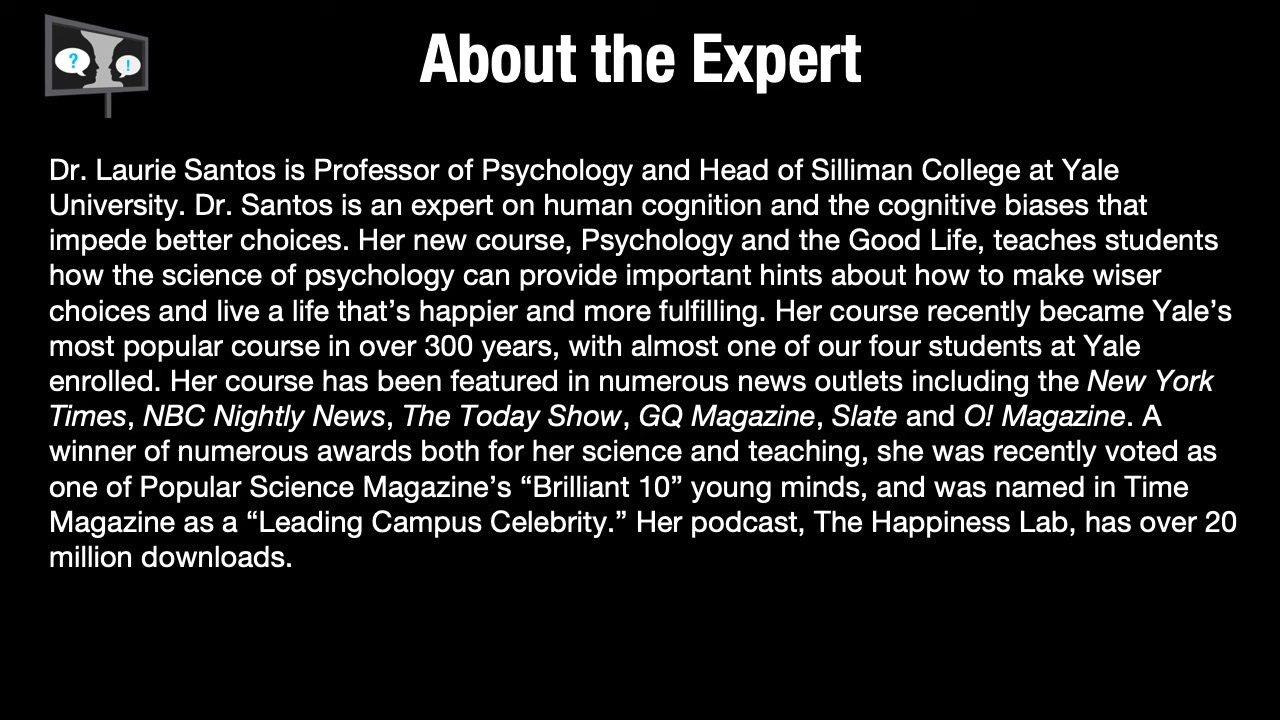 ? !
About the Expert
Dr. Laurie Santos is Professor of Psychology and Head of Silliman College at Yale
University. Dr. Santos is an expert on human cognition and the cognitive biases that
impede better choices. Her new course, Psychology and the Good Life, teaches students
how the science of psychology can provide important hints about how to make wiser
choices and live a life that’s happier and more fulfilling. Her course recently became Yale’s
most popular course in over 300 years, with almost one of our four students at Yale
enrolled. Her course has been featured in numerous news outlets including the New York
Times, NBC Nightly News, The Today Show, GQ Magazine, Slate and O! Magazine. A
winner of numerous awards both for her science and teaching, she was recently voted as
one of Popular Science Magazine’s “Brilliant 10” young minds, and was named in Time
Magazine as a “Leading Campus Celebrity.” Her podcast, The Happiness Lab, has over 20
million downloads.